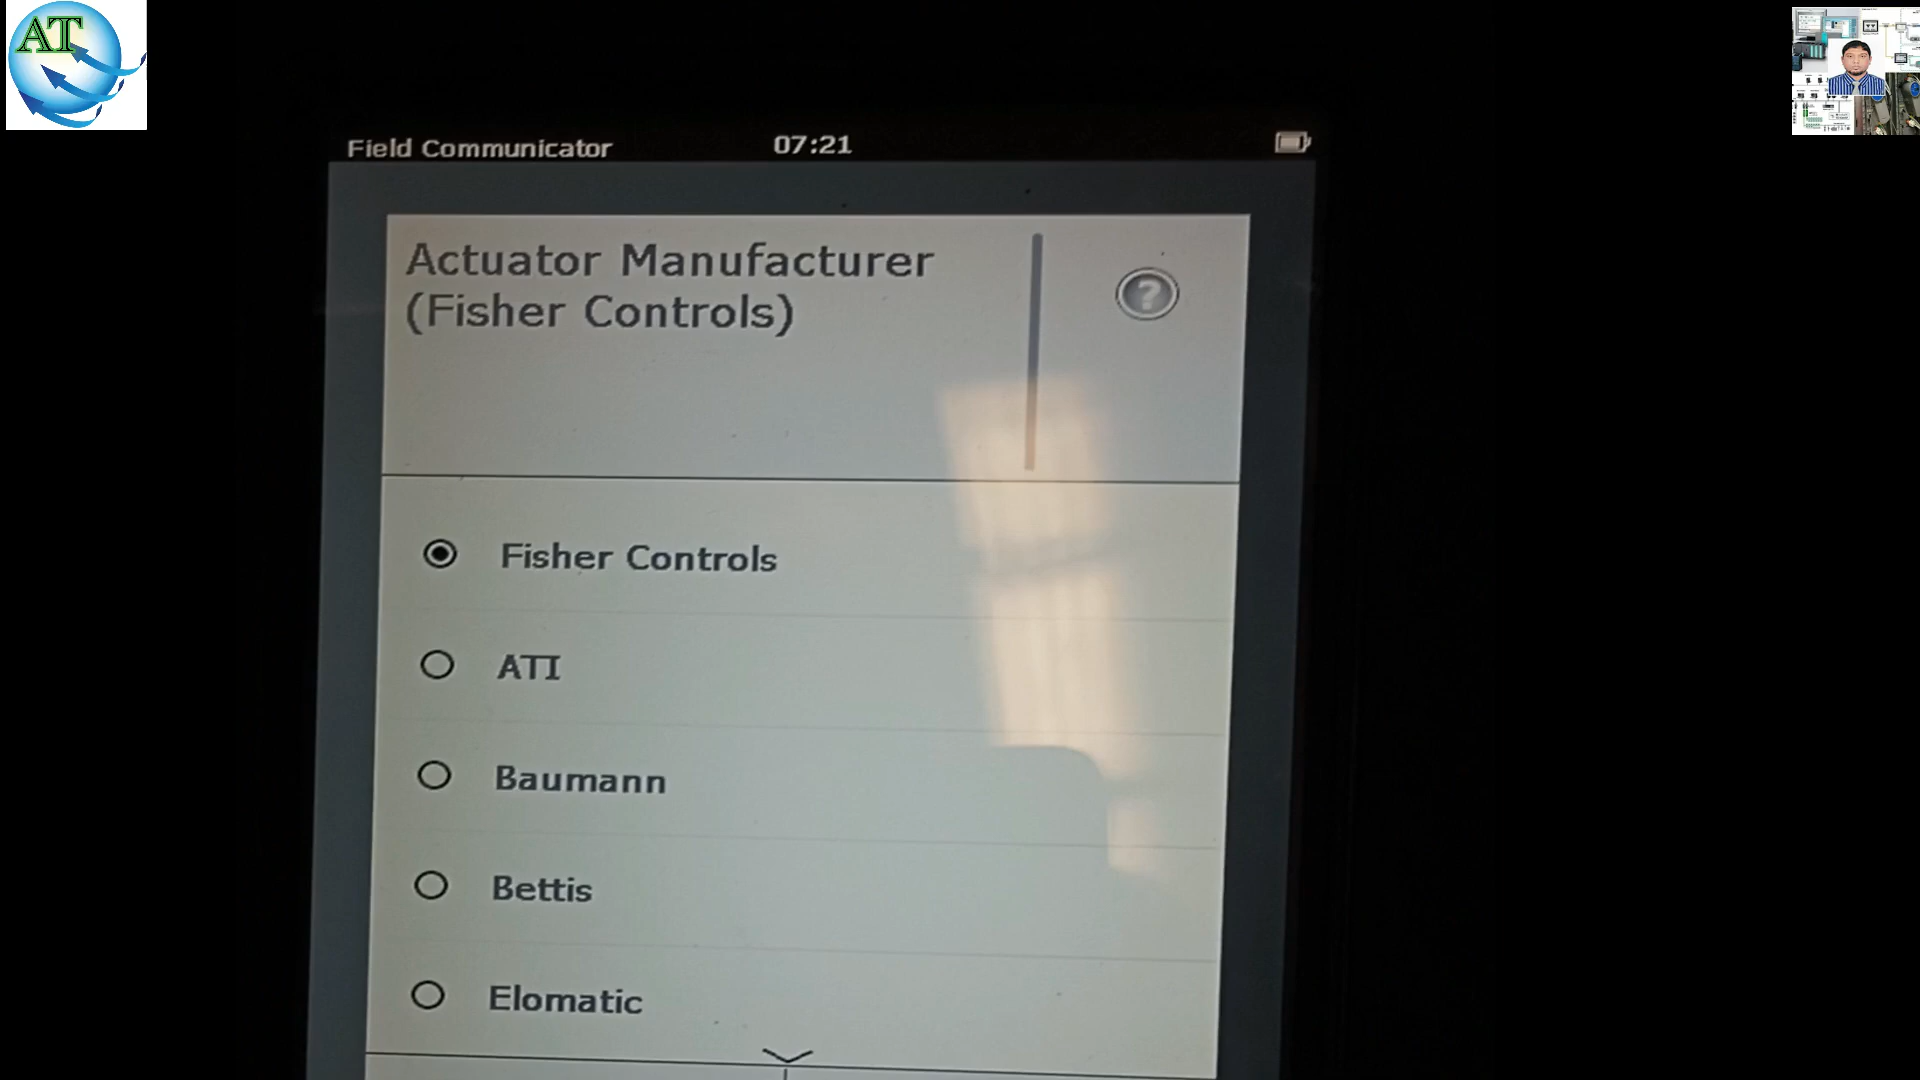 AT
Field Communicator 07:21
Actuator Manufacturer
(Fisher Controls)
?
Fisher Controls
ATI
Baumann
Bettis
Elomatic